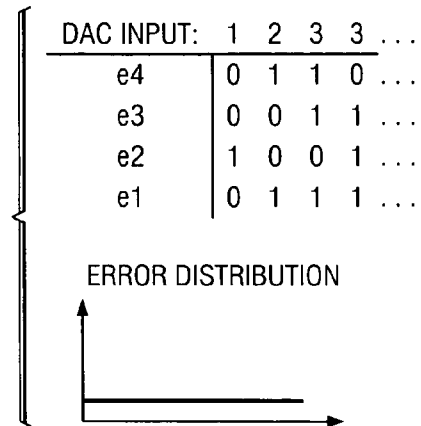 DAC INPUT: 1 2 3 3 ...
e4 0 1 1 0 ...
e3 0 0 1 1 ...
e2 1 0 0 1 ...
e1 0 1 1 1 ...
ERROR DISTRIBUTION